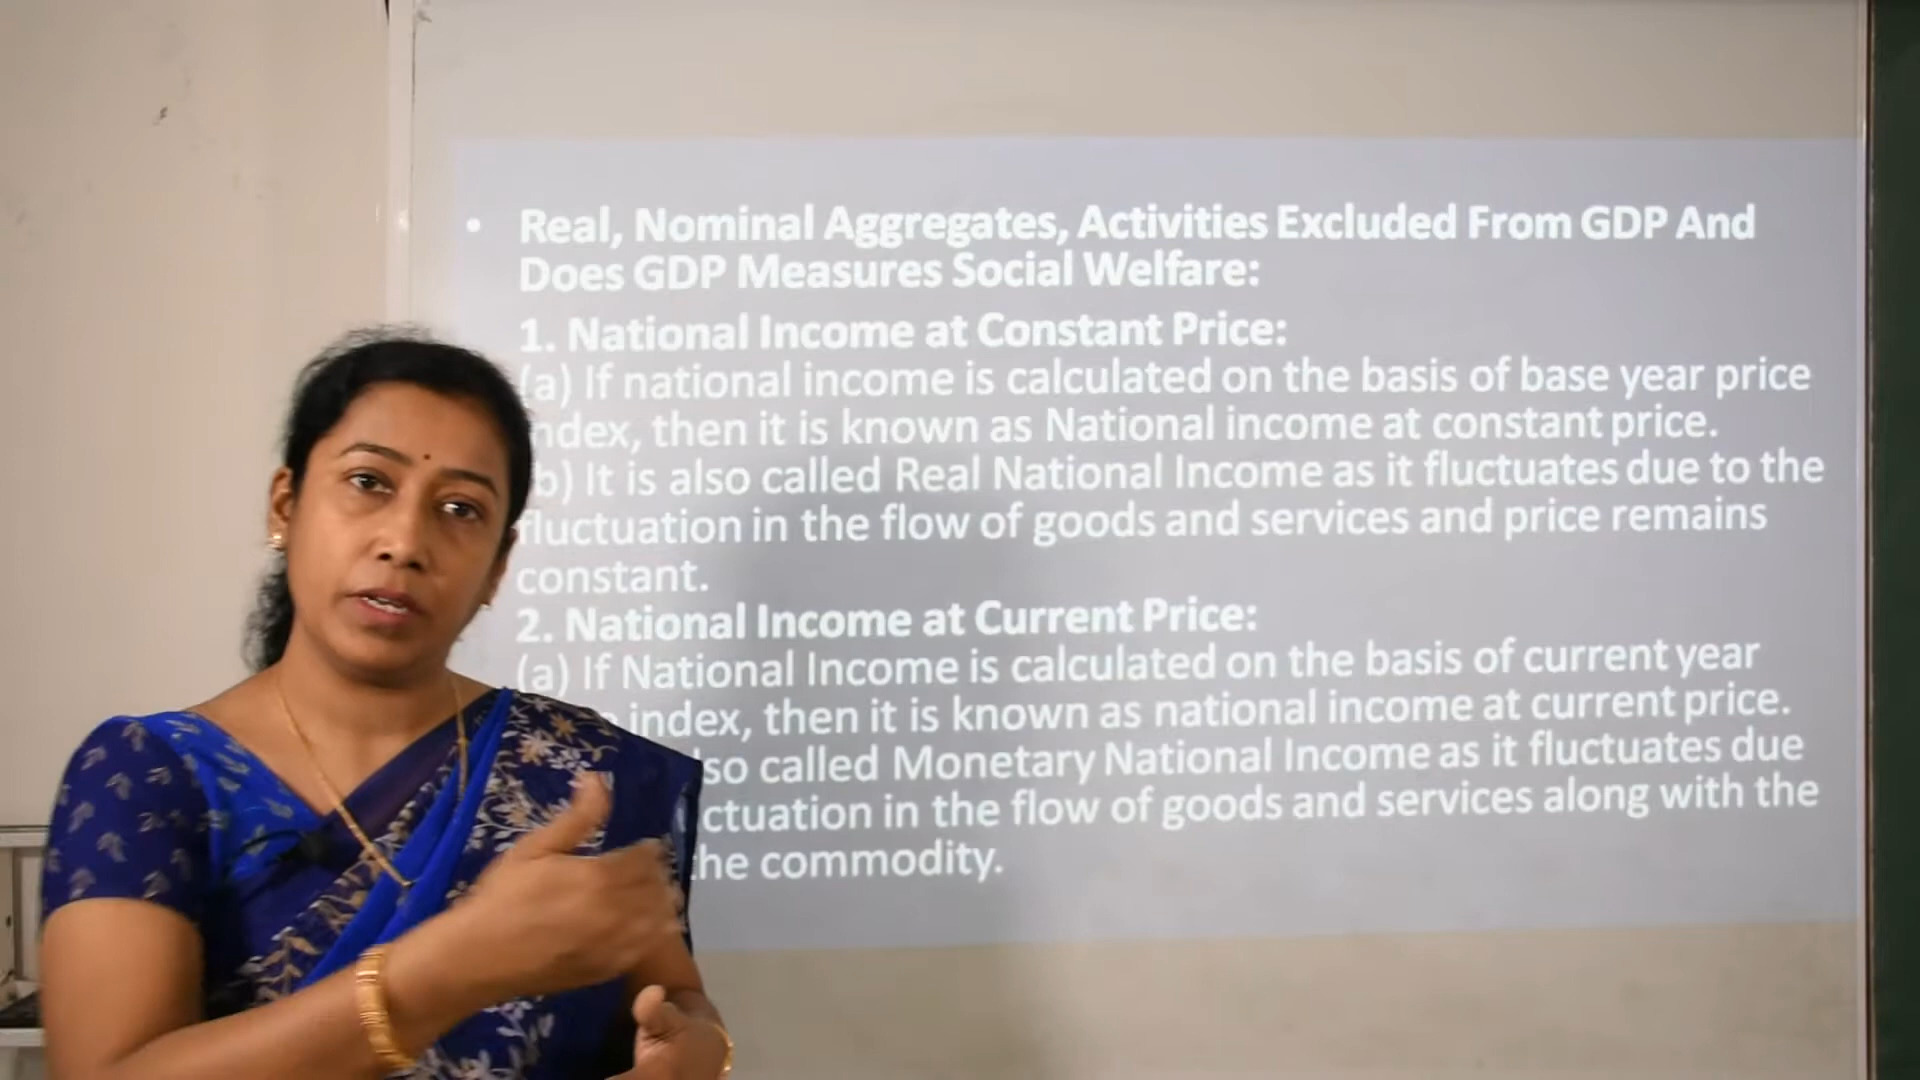 • Real, Nominal Aggregates, Activities Excluded From GDP And
Does GDP Measures Social Welfare:
1. National Income at Constant Price:
(a) If national income is calculated on the basis of base year price
index, then it is known as National income at constant price.
b) It is also called Real National Income as it fluctuates due to the
fluctuation in the flow of goods and services and price remains
constant.
2. National Income at Current Price:
(a) If National Income is calculated on the basis of current year
index, then it is known as national income at current price.
so called Monetary National Income as it fluctuates due
ctuation in the flow of goods and services along with the
the commodity.